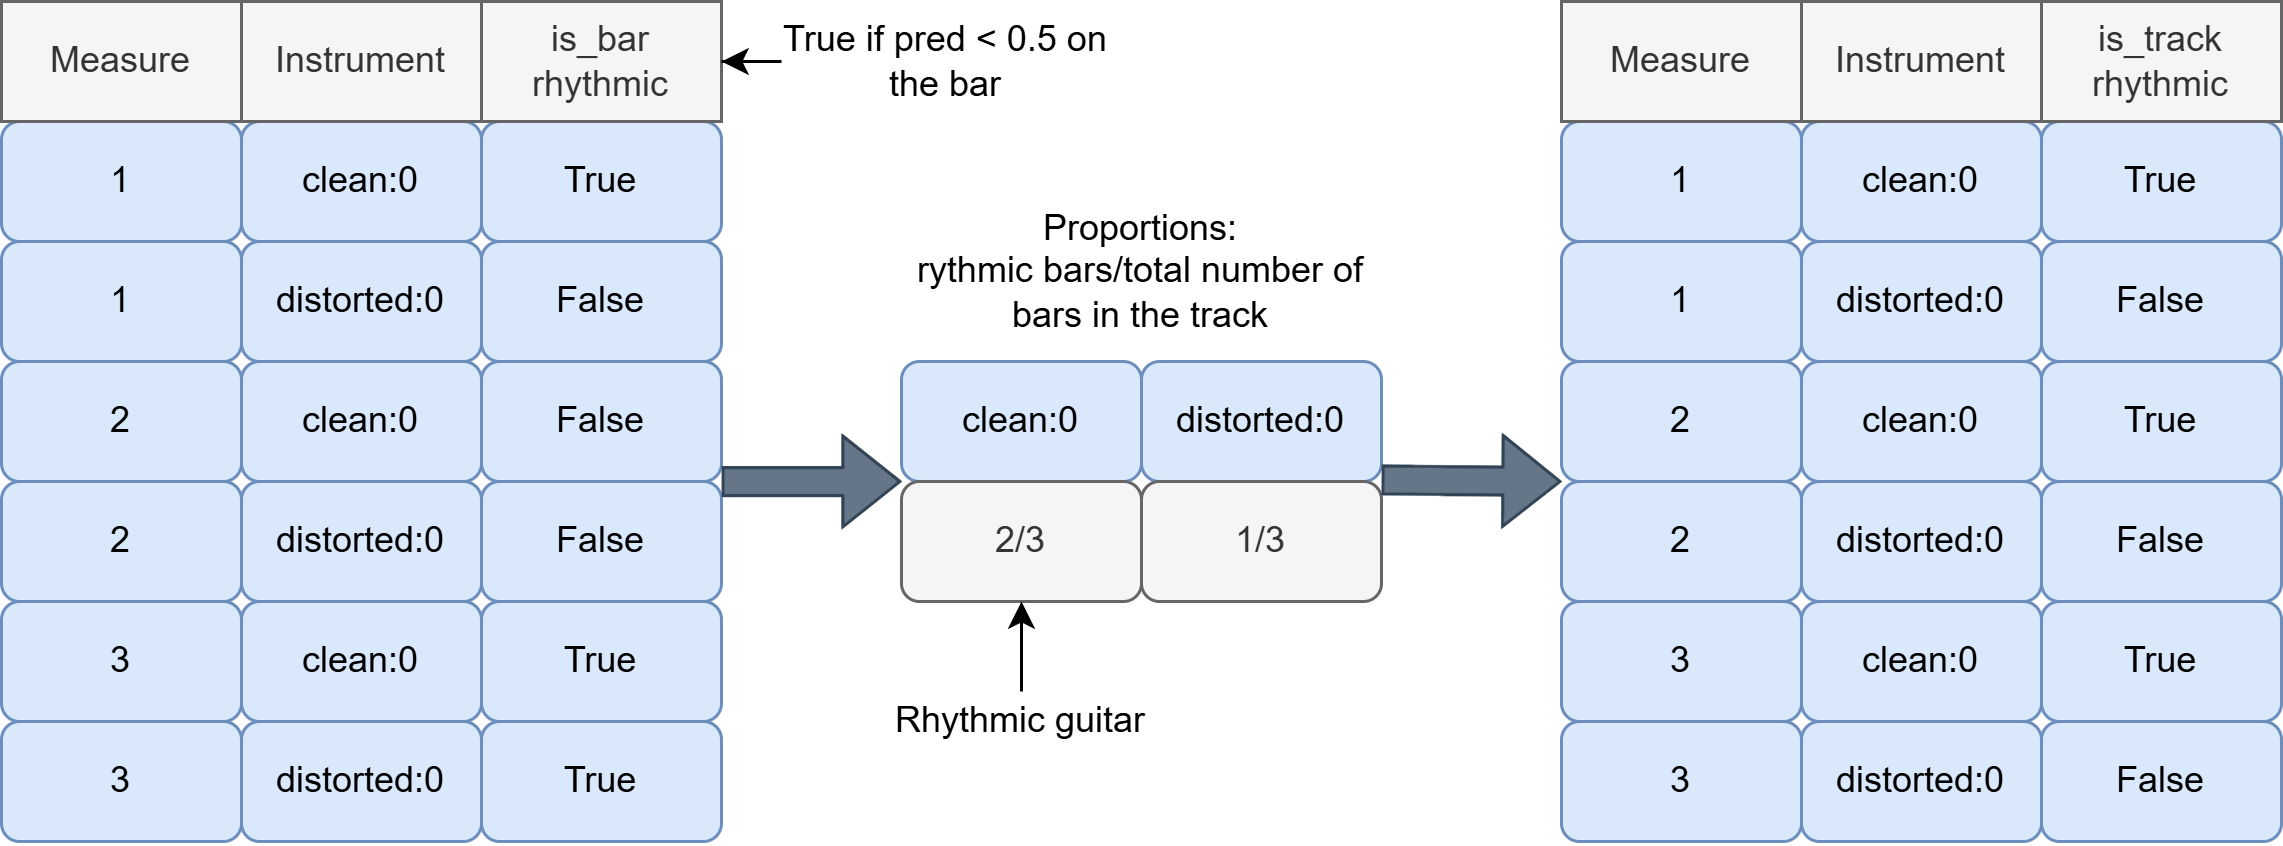 Measure Instrument is_bar
rhythmic
1 clean:0 True
1 distorted:0 False
2 clean:0 False
2 distorted:0 False
3 clean:0 True
3 distorted:0 True
True if pred < 0.5 on
the bar
Proportions:
rythmic bars/total number of
bars in the track
clean:0 distorted:0
2/3 1/3
Rhythmic guitar
Measure Instrument is_track
rhythmic
1 clean:0 True
1 distorted:0 False
2 clean:0 True
2 distorted:0 False
3 clean:0 True
3 distorted:0 False